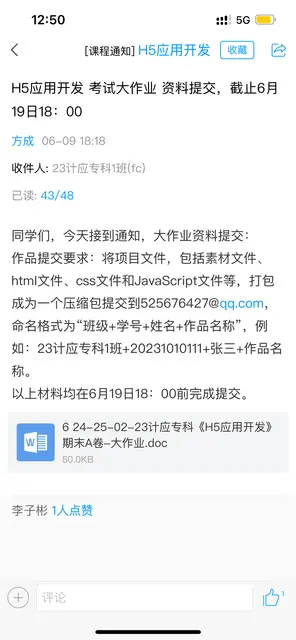 12:50
5G
[课程通知] H5应用开发
收藏
H5应用开发 考试大作业 资料提交，截止6月
19日18：00
方成 06-09 18:18
收件人: 23计应专科1班(fc)
已读: 43/48
同学们，今天接到通知，大作业资料提交：
作品提交要求：将项目文件，包括素材文件、
html文件、css文件和JavaScript文件等，打包
成为一个压缩包提交到525676427@qq.com，
命名格式为“班级+学号+姓名+作品名称”，例
如：23计应专科1班+20231010111+张三+作品名
称。
以上材料均在6月19日18：00前完成提交。
6 24-25-02-23计应专科《H5应用开发》
期末A卷-大作业.doc
50.0KB
李子彬 1人点赞
评论
1